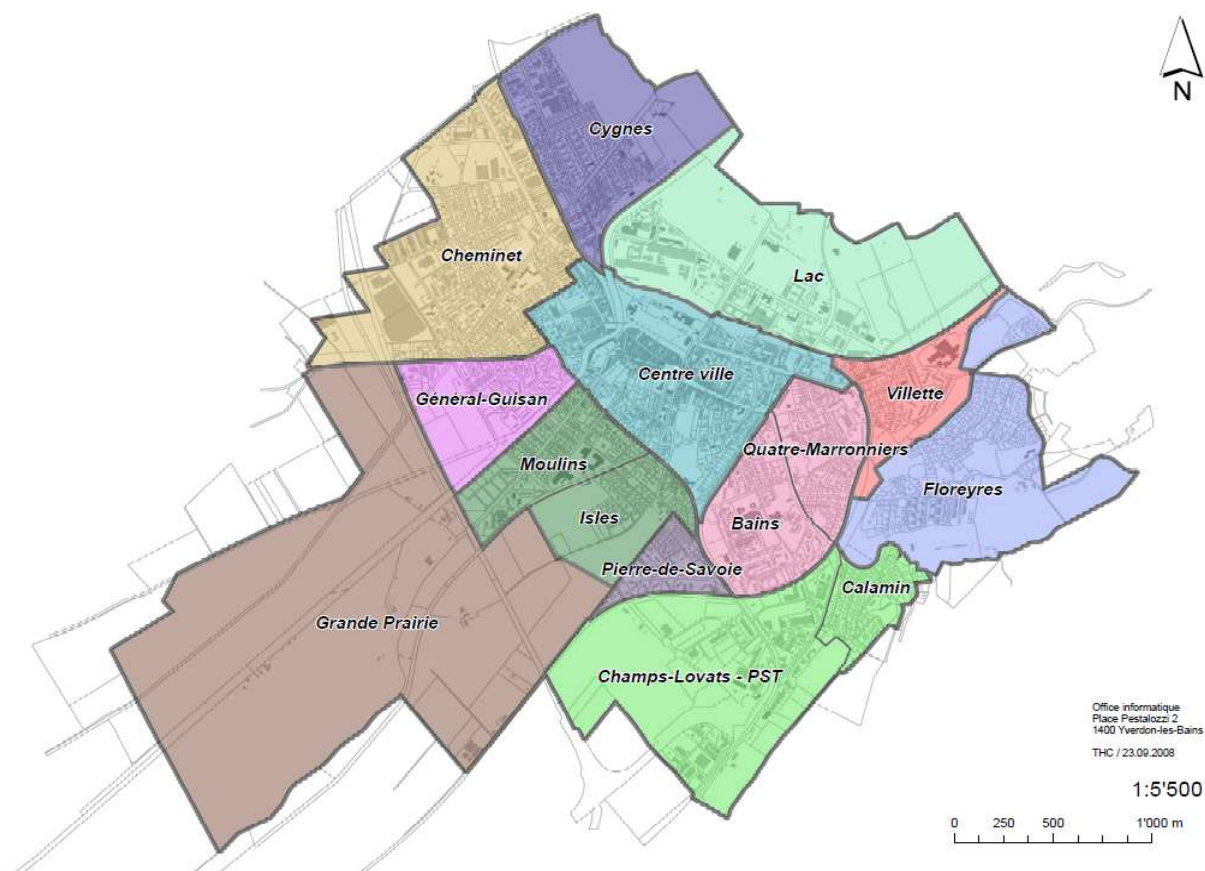 N
Cygnes
Cheminet
Lac
Centre ville
Général-Guisan
Villette
Moulins
Quatre-Marronniers
Floreyres
Isles
Bains
Pierre-de-Savoie
Calamin
Grande Prairie
Champs-Lovats - PST
Office informatique
Place Pestalozzi 2
1400 Yverdon-les-Bains
THC / 23.09.2008
1:5'500
0 250 500 1'000 m